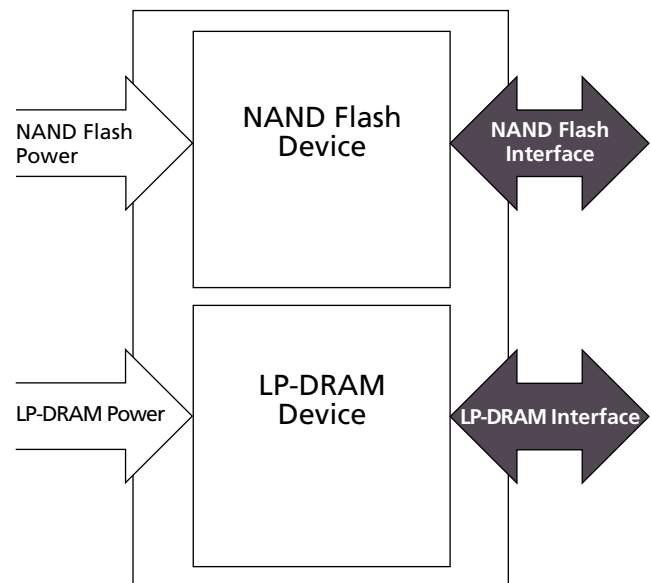 NAND Flash
Power
NAND Flash
Device
NAND Flash
Interface
LP-DRAM Power
LP-DRAM
Device
LP-DRAM Interface